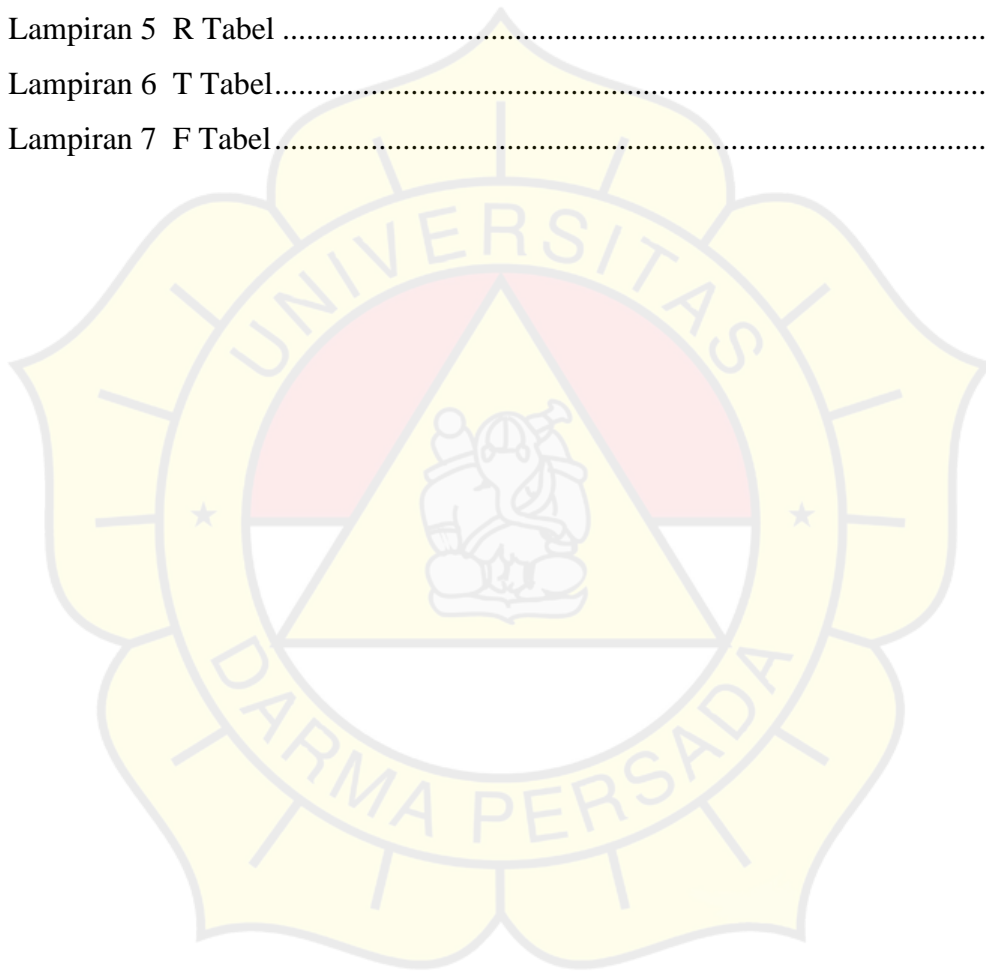 Lampiran 5 R Tabel ........................................................................................
Lampiran 6 T Tabel.........................................................................................
Lampiran 7 F Tabel.........................................................................................
UNIVERSITAS
DARMA PERSADA